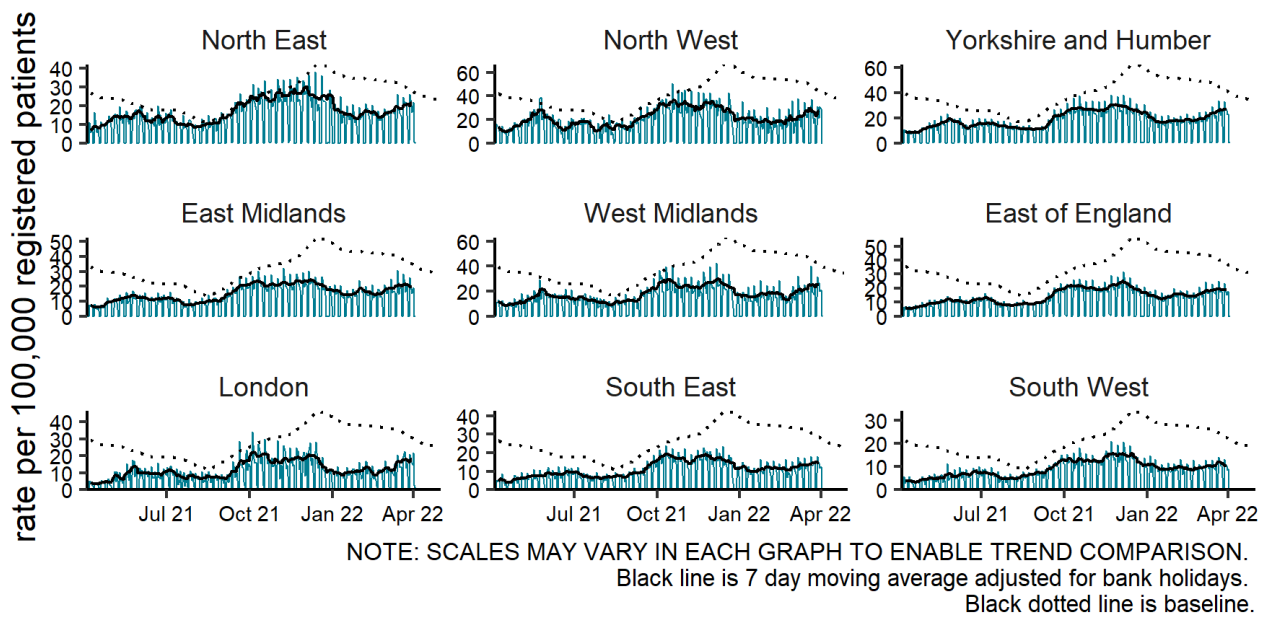 rate per 100,000 registered patients
North East
40
30
20
10
0
North West
60
40
20
0
Yorkshire and Humber
60
40
20
0
East Midlands
50
40
30
20
10
0
West Midlands
60
40
20
0
East of England
50
40
30
20
10
0
London
40
30
20
10
0
South East
40
30
20
10
0
South West
30
20
10
0
Jul 21 Oct 21 Jan 22 Apr 22
Jul 21 Oct 21 Jan 22 Apr 22
Jul 21 Oct 21 Jan 22 Apr 22
NOTE: SCALES MAY VARY IN EACH GRAPH TO ENABLE TREND COMPARISON.
Black line is 7 day moving average adjusted for bank holidays.
Black dotted line is baseline.